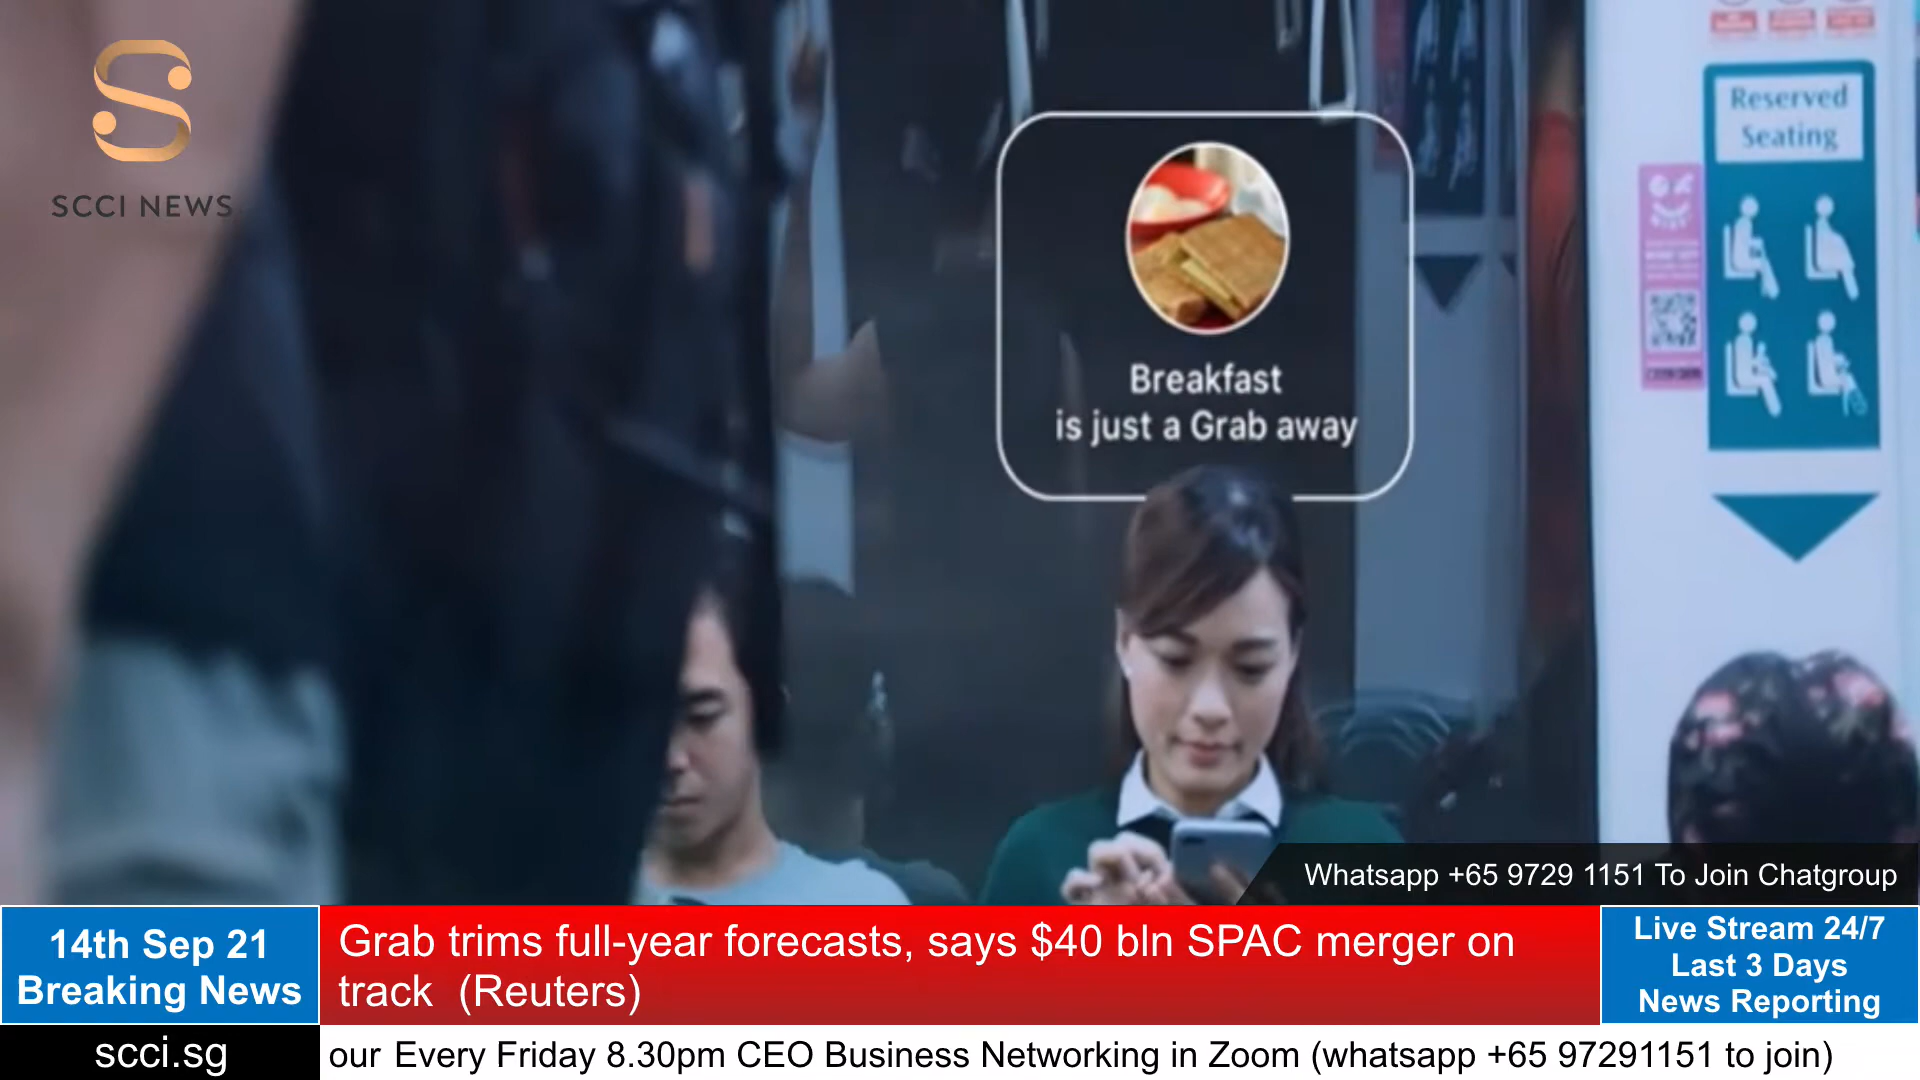 SCCI NEWS
Reserved
Seating
Breakfast
is just a Grab away
Whatsapp +65 9729 1151 To Join Chatgroup
14th Sep 21
Breaking News
Grab trims full-year forecasts, says $40 bln SPAC merger on
track (Reuters)
Live Stream 24/7
Last 3 Days
News Reporting
scci.sg
our Every Friday 8.30pm CEO Business Networking in Zoom (whatsapp +65 97291151 to join)